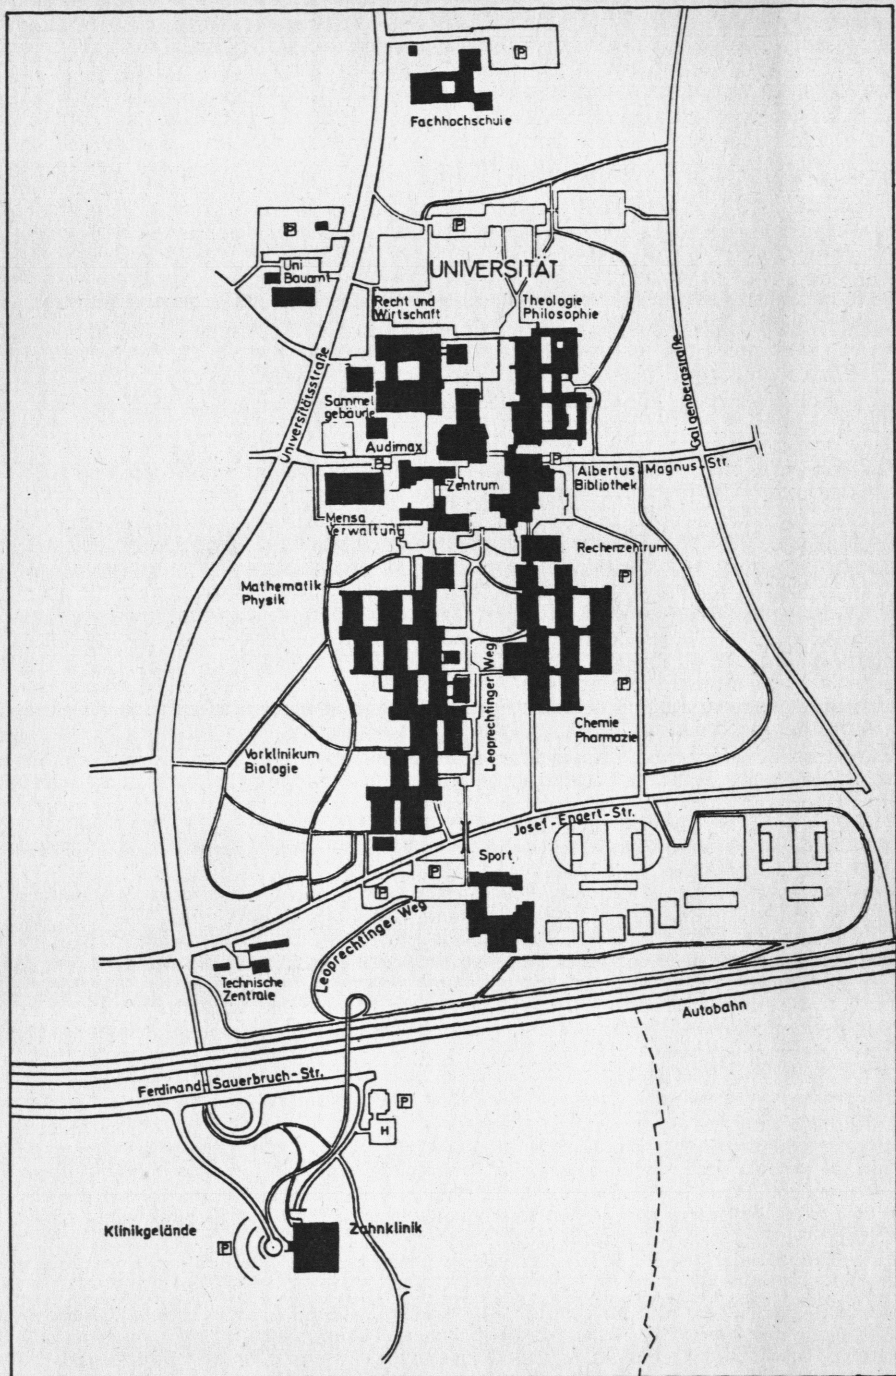 P
Fachhochschule
P
P
Uni
Bauamt
UNIVERSITÄT
Recht und
Wirtschaft
Theologie
Philosophie
Universitätsstraße
Galgenbergstraße
Sammel
gebäude
Audimax
P
P
Albertus-Magnus-Str.
Bibliothek
Zentrum
Mensa
Verwaltung
Rechenzentrum
P
Mathematik
Physik
Leoprechtinger Weg
P
Chemie
Pharmazie
Vorklinikum
Biologie
Josef-Engert-Str.
Sport
P
P
Leoprechtinger Weg
Technische
Zentrale
Autobahn
Ferdinand-Sauerbruch-Str.
P
H
Klinikgelände
Zahnklinik
P